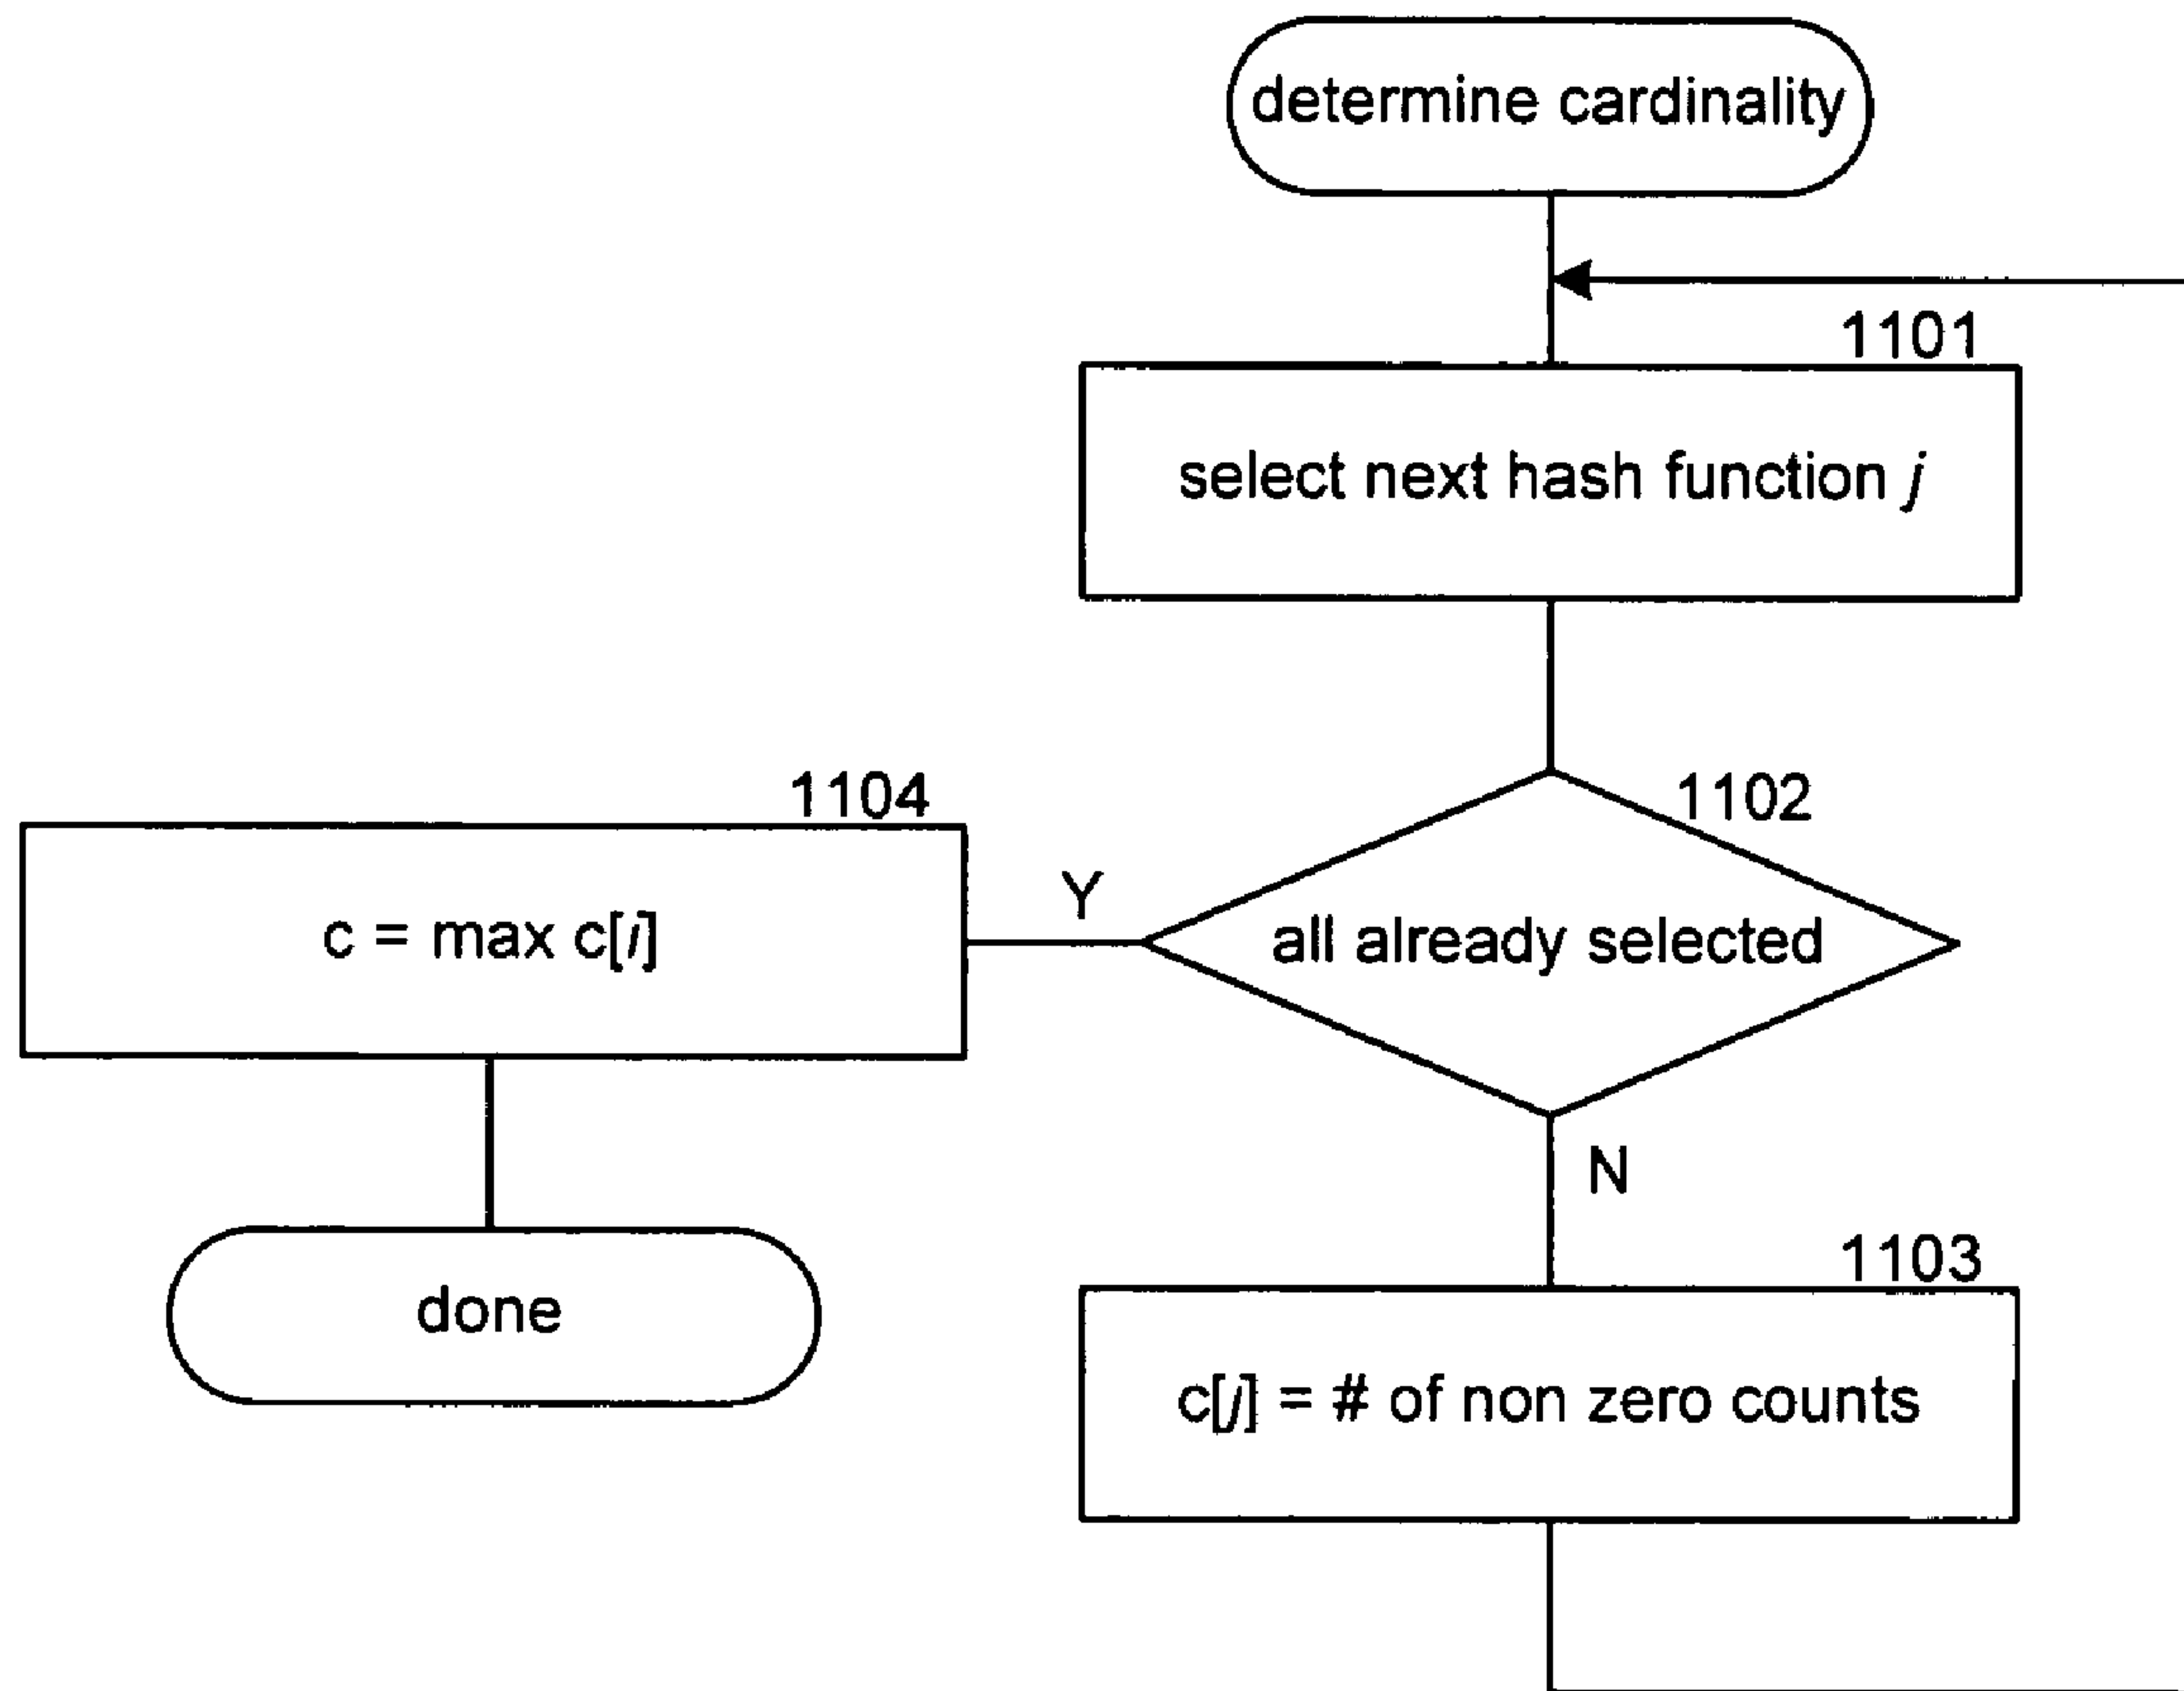 determine cardinality
1101
select next hash function j
1102
all already selected
Y
N
1104
c = max c[i]
done
1103
c[j] = # of non zero counts